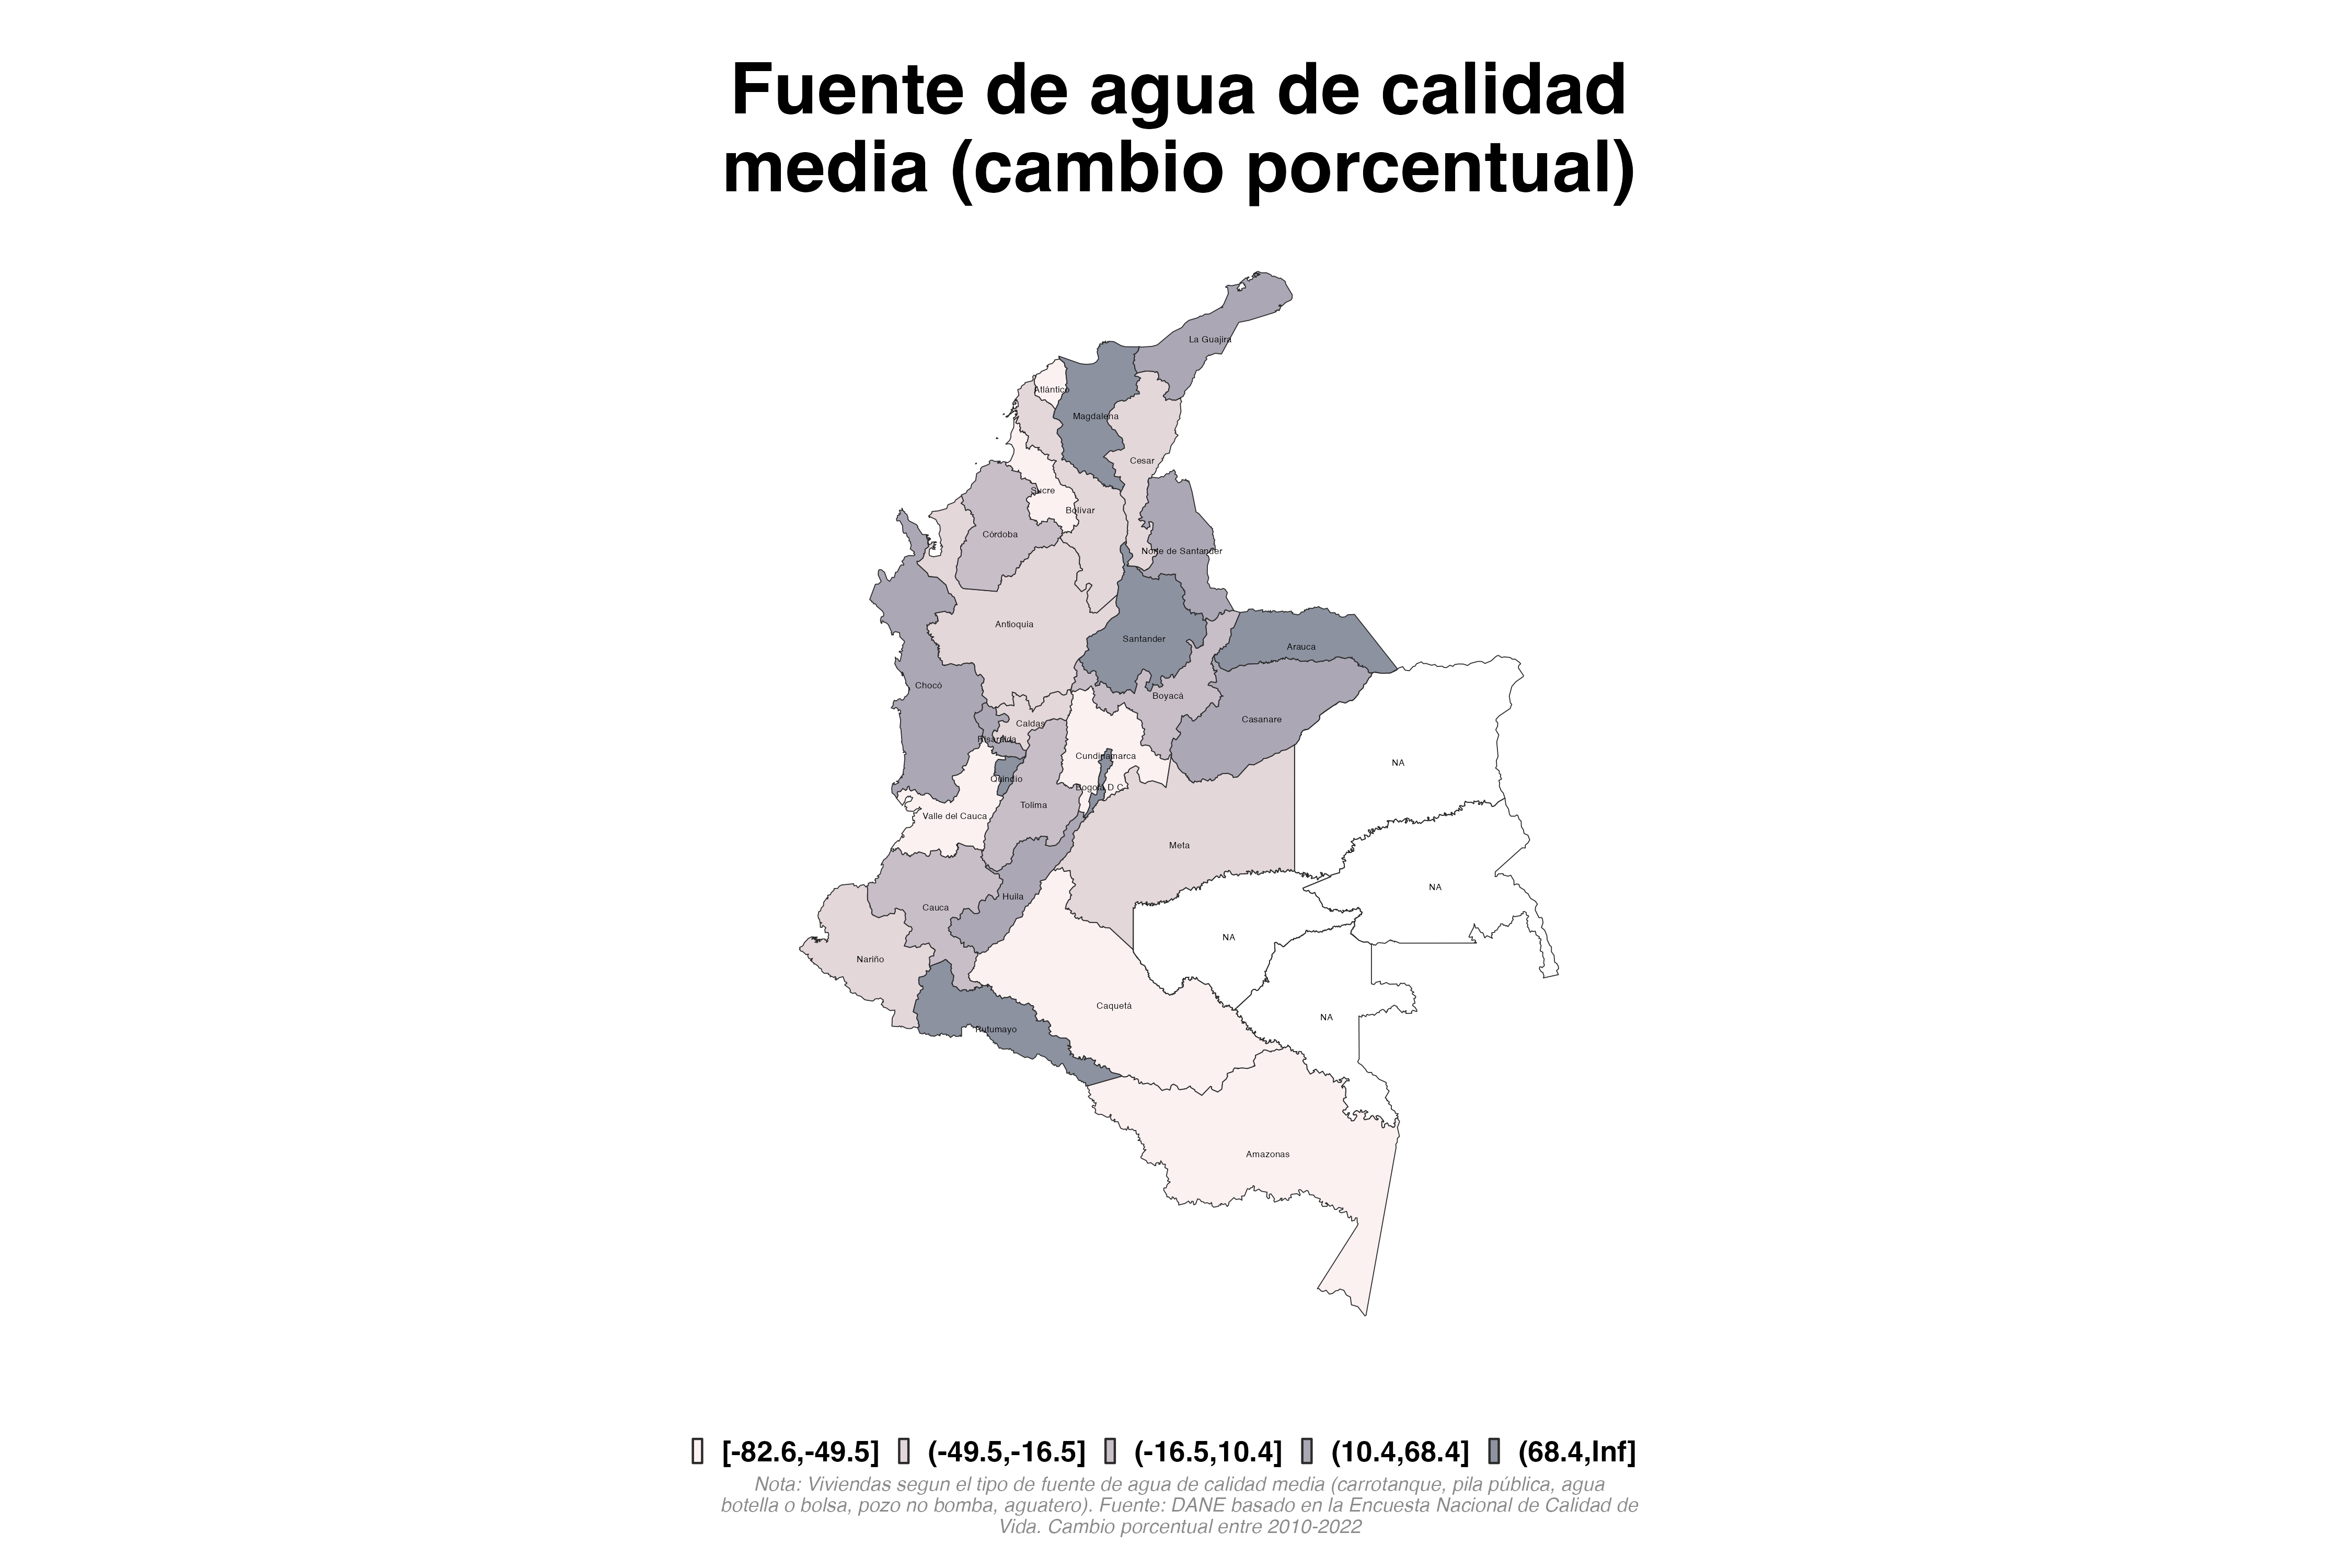 Fuente de agua de calidad
media (cambio porcentual)
La Guajira
Atlántico
Magdalena
Cesar
Sucre
Bolívar
Córdoba
Norte de Santander
Antioquia
Santander
Arauca
Chocó
Boyacá
Casanare
Caldas
Risaralda
Cundinamarca
NA
Quindío
Bogotá D.C.
Tolima
Valle del Cauca
Meta
NA
Huila
Cauca
NA
Nariño
Caquetá
NA
Putumayo
Amazonas
[-82.6,-49.5] (-49.5,-16.5] (-16.5,10.4] (10.4,68.4] (68.4,Inf]
Nota: Viviendas segun el tipo de fuente de agua de calidad media (carrotanque, pila pública, agua
botella o bolsa, pozo no bomba, aguatero). Fuente: DANE basado en la Encuesta Nacional de Calidad de
Vida. Cambio porcentual entre 2010-2022